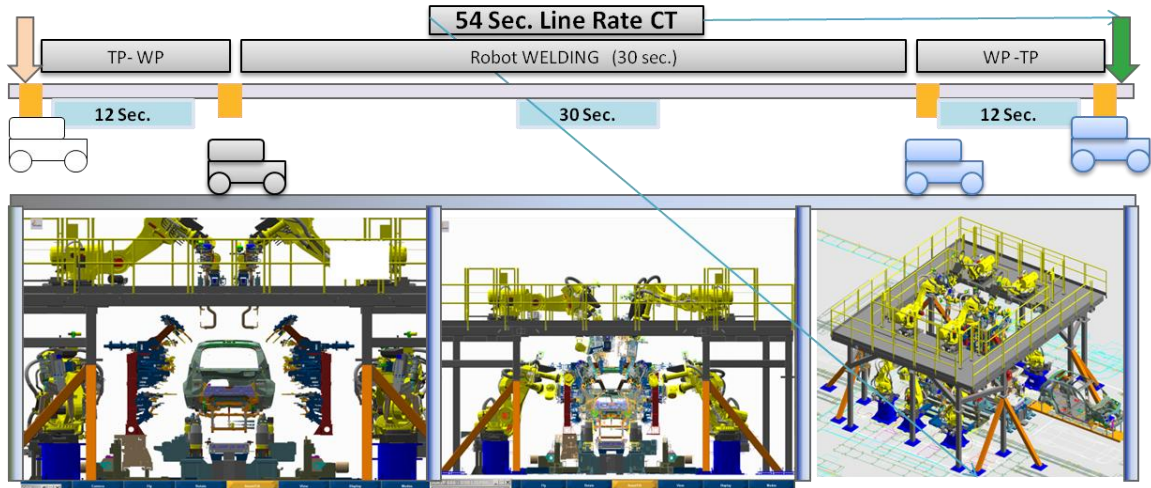 54 Sec. Line Rate CT
TP- WP
Robot WELDING (30 sec.)
WP -TP
12 Sec.
30 Sec.
12 Sec.